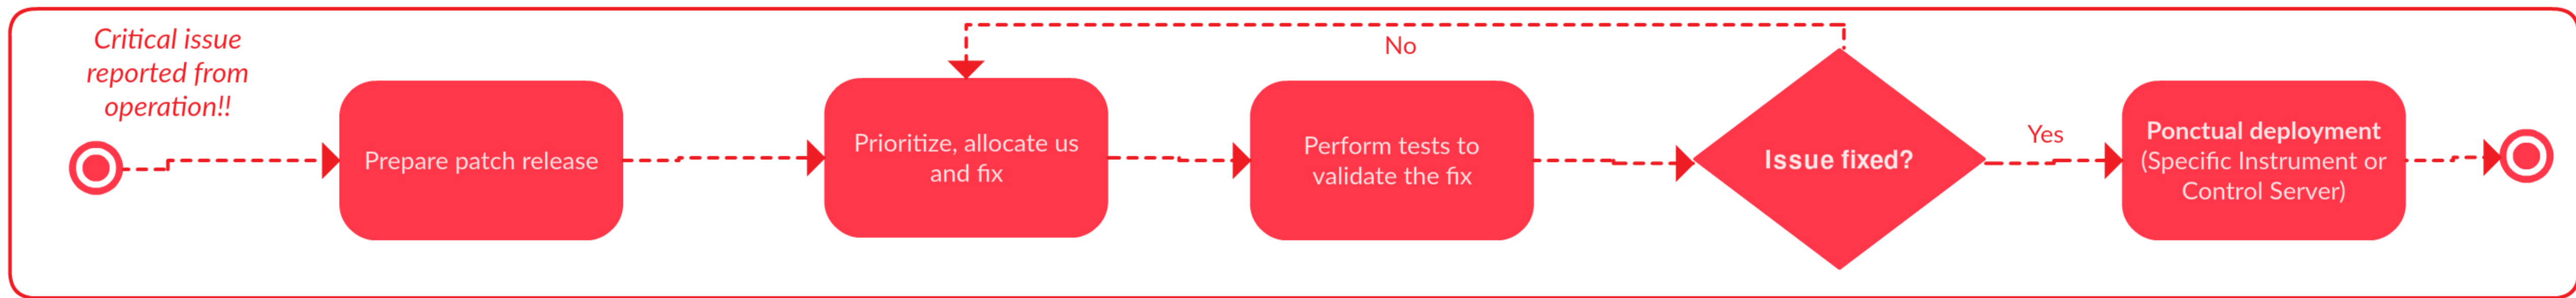 Critical issue
reported from
operation!!
Prepare patch release
Prioritize, allocate us
and fix
Perform tests to
validate the fix
No
Issue fixed?
Yes
Ponctual deployment
(Specific Instrument or
Control Server)